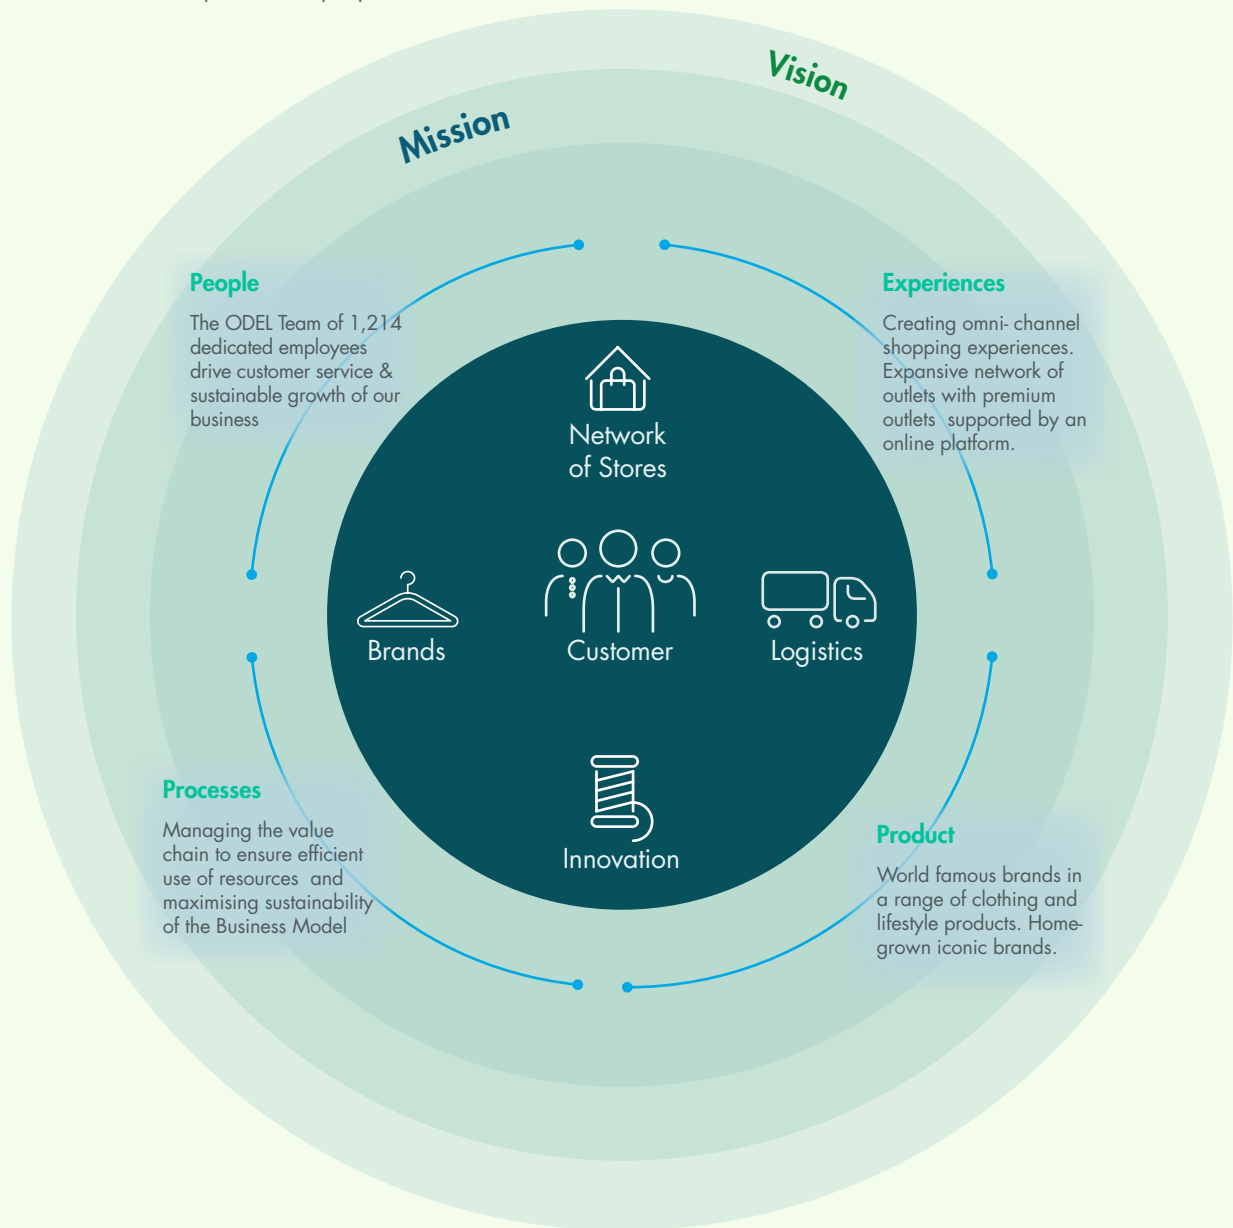 Vision
Mission
People
The ODEL Team of 1,214
dedicated employees
drive customer service &
sustainable growth of our
business
Experiences
Creating omni- channel
shopping experiences.
Expansive network of
outlets with premium
outlets supported by an
online platform.
Network
of Stores
Brands
Customer
Logistics
Innovation
Processes
Managing the value
chain to ensure efficient
use of resources and
maximising sustainability
of the Business Model
Product
World famous brands in
a range of clothing and
lifestyle products. Home-
grown iconic brands.